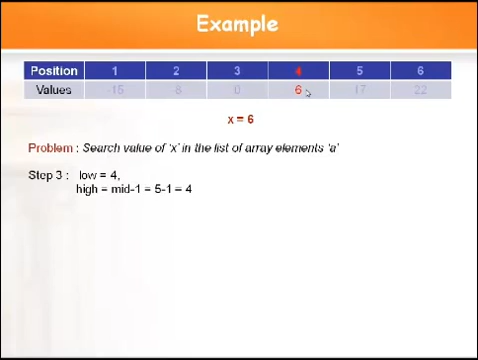 Example
Position 1 2 3 4 5 6
Values -15 -8 0 6 17 22
x = 6
Problem : Search value of 'x' in the list of array elements 'a'
Step 3 : low = 4,
high = mid-1 = 5-1 = 4